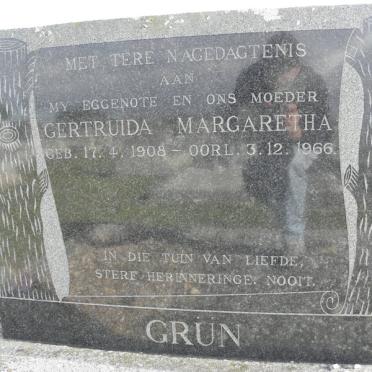 MET TERE NAGEDAGTENIS
AAN
MY EGGENOTE EN ONS MOEDER
GERTRUIDA MARGARETHA
GEB. 17. 4. 1908 – OORL. 3. 12. 1966.
IN DIE TUIN VAN LIEFDE,
STERF HERINNERINGE NOOIT.
GRUN